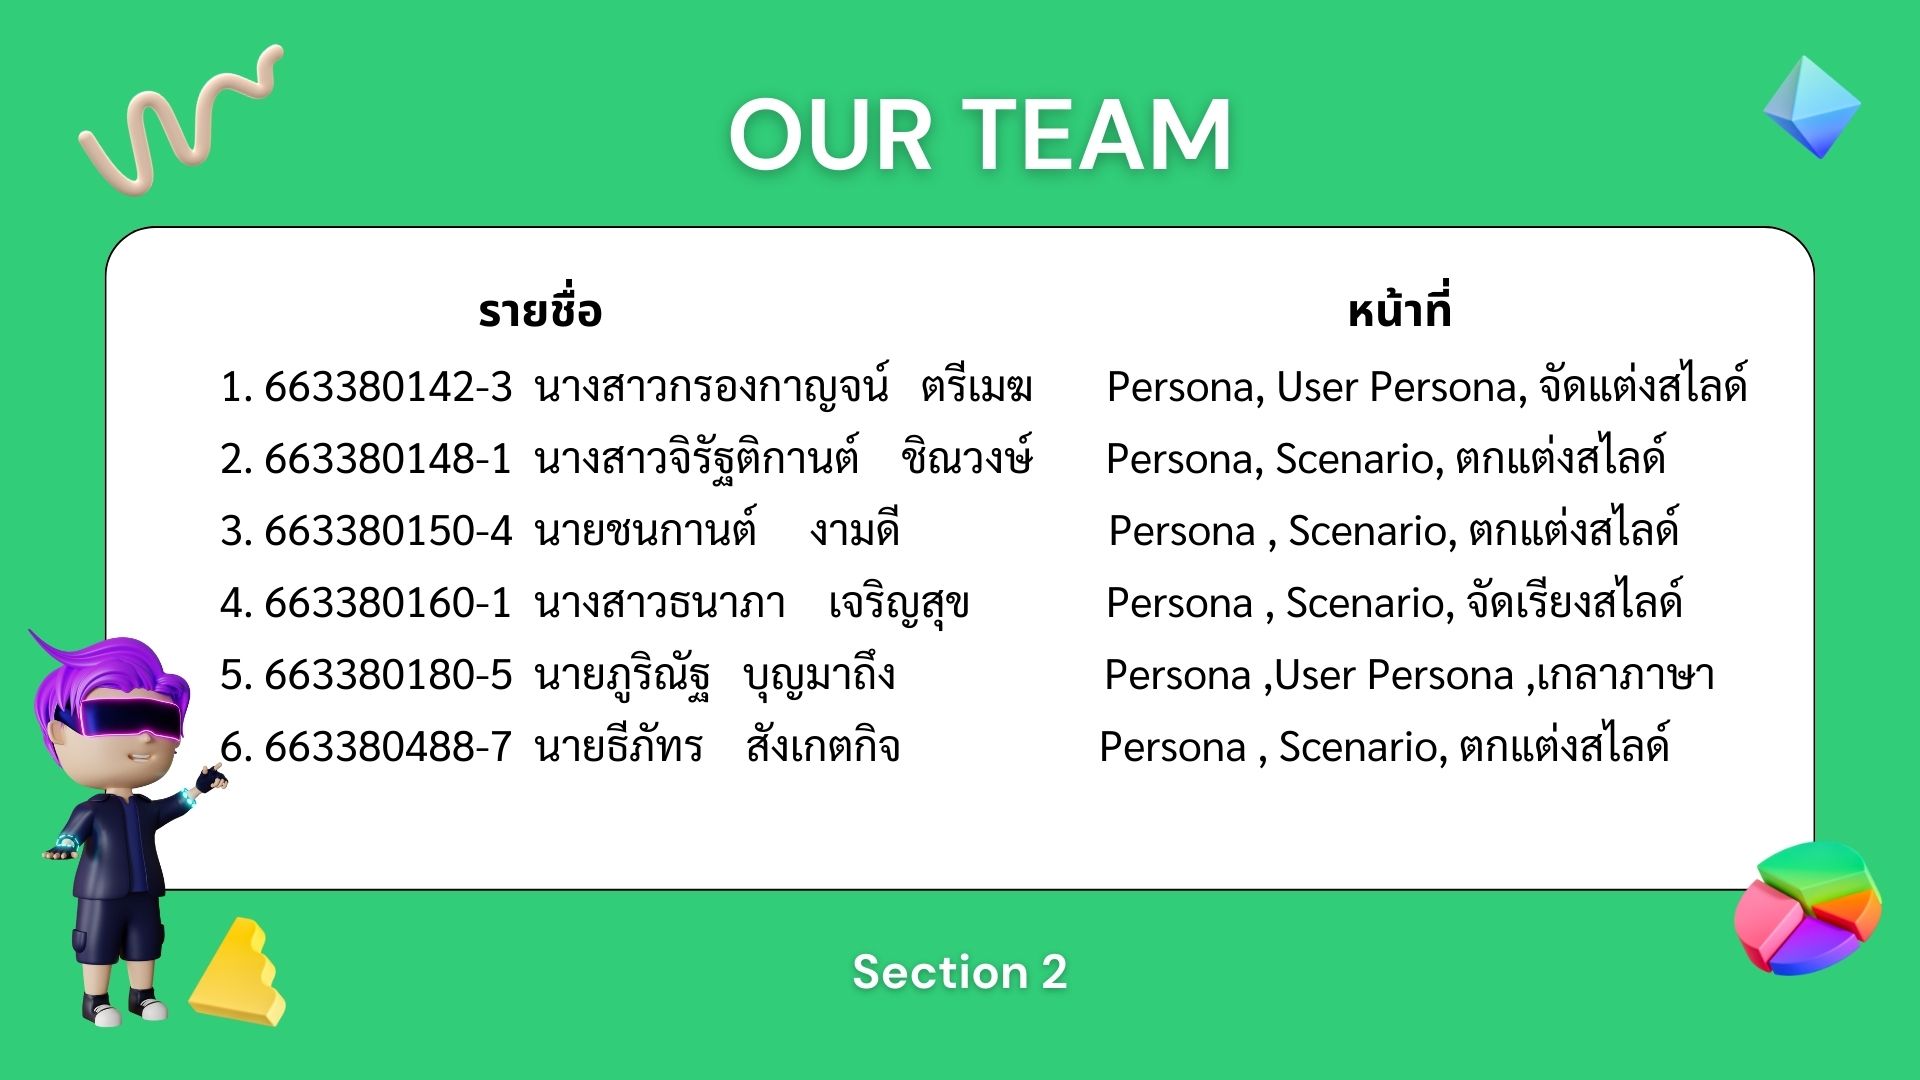 OUR TEAM
รายชื่อ หน้าที่
1. 663380142-3 นางสาวกรองกาญจน์ ตรีเมฆ Persona, User Persona, จัดแต่งสไลด์
2. 663380148-1 นางสาวจิรัฐติกานต์ ชิณวงษ์ Persona, Scenario, ตกแต่งสไลด์
3. 663380150-4 นายชนกานต์ งามดี Persona , Scenario, ตกแต่งสไลด์
4. 663380160-1 นางสาวธนาภา เจริญสุข Persona , Scenario, จัดเรียงสไลด์
5. 663380180-5 นายภูริณัฐ บุญมาถึง Persona ,User Persona ,เกลาภาษา
6. 663380488-7 นายธีภัทร สังเกตกิจ Persona , Scenario, ตกแต่งสไลด์
Section 2